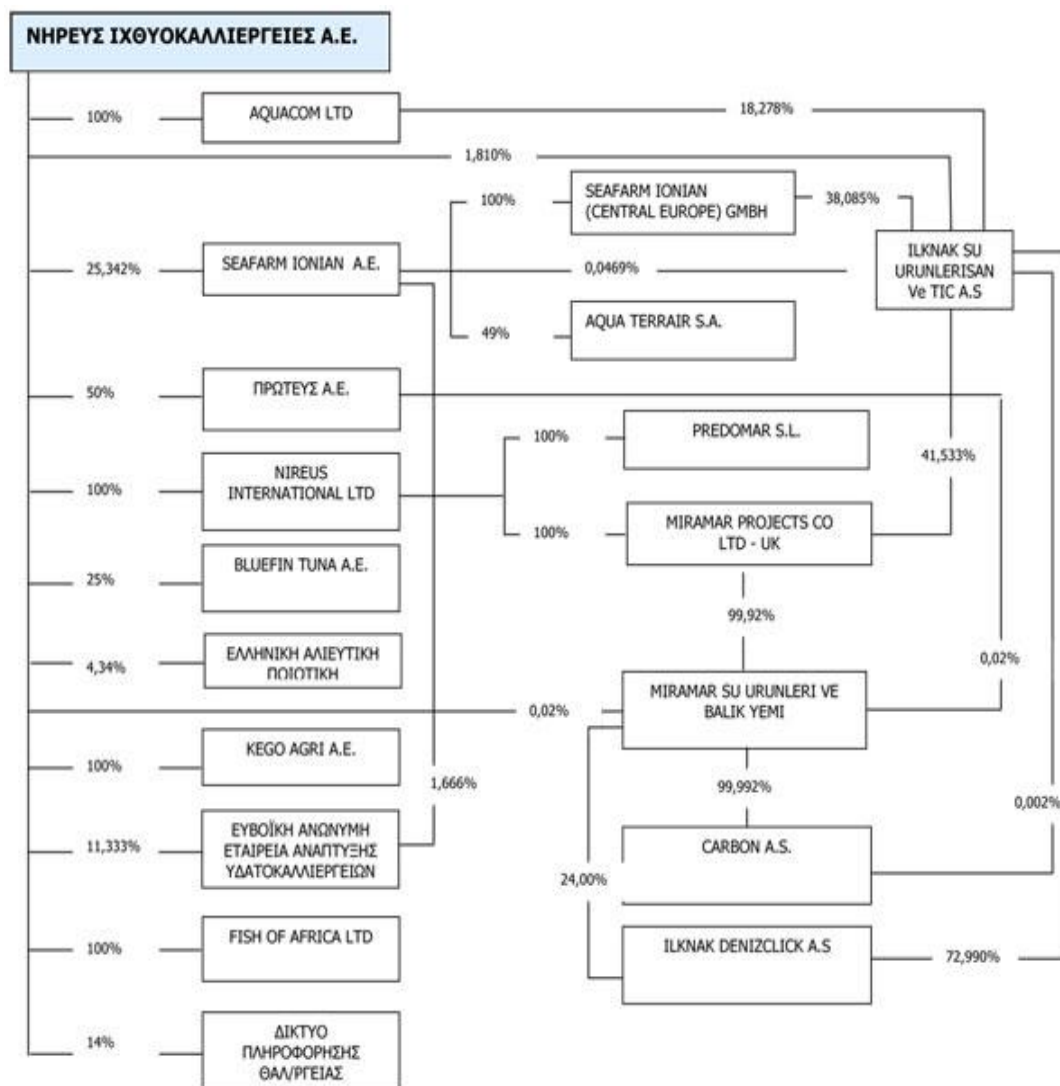 ΝΗΡΕΥΣ ΙΧΘΥΟΚΑΛΛΙΕΡΓΕΙΕΣ Α.Ε.
100%
AQUACOM LTD
18,278%
1,810%
100%
SEAFARM IONIAN
(CENTRAL EUROPE) GMBH
38,085%
25,342%
SEAFARM IONIAN A.E.
0,0469%
ILKNAK SU
URUNLERISAN
Ve TIC A.S
49%
AQUA TERRAIR S.A.
50%
ΠΡΩΤΕΥΣ Α.Ε.
100%
PREDOMAR S.L.
41,533%
100%
NIREUS
INTERNATIONAL LTD
100%
MIRAMAR PROJECTS CO
LTD - UK
25%
BLUEFIN TUNA A.E.
99,92%
4,34%
ΕΛΛΗΝΙΚΗ ΑΛΙΕΥΤΙΚΗ
ΠΟΙΟΤΙΚΗ
0,02%
0,02%
MIRAMAR SU URUNLERI VE
BALIK YEMI
100%
KEGO AGRI A.E.
1,666%
99,992%
0,002%
11,333%
ΕΥΒΟΪΚΗ ΑΝΩΝΥΜΗ
ΕΤΑΙΡΕΙΑ ΑΝΑΠΤΥΞΗΣ
ΥΔΑΤΟΚΑΛΛΙΕΡΓΕΙΩΝ
CARBON A.S.
24,00%
100%
FISH OF AFRICA LTD
ILKNAK DENIZCLICK A.S
72,990%
14%
ΔΙΚΤΥΟ
ΠΛΗΡΟΦΟΡΗΣΗΣ
ΘΑΛ/ΡΓΕΙΑΣ